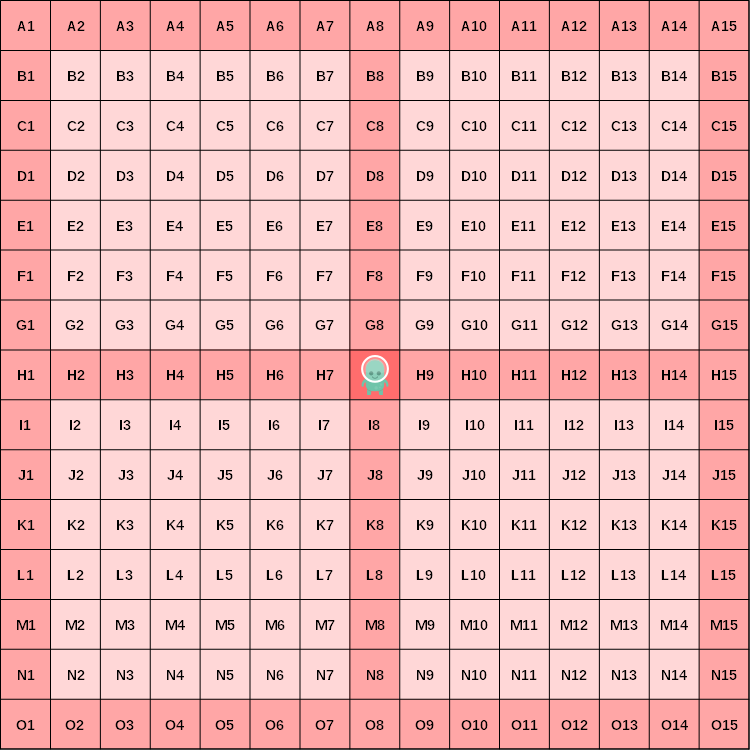 A1 A2 A3 A4 A5 A6 A7 A8 A9 A10 A11 A12 A13 A14 A15
B1 B2 B3 B4 B5 B6 B7 B8 B9 B10 B11 B12 B13 B14 B15
C1 C2 C3 C4 C5 C6 C7 C8 C9 C10 C11 C12 C13 C14 C15
D1 D2 D3 D4 D5 D6 D7 D8 D9 D10 D11 D12 D13 D14 D15
E1 E2 E3 E4 E5 E6 E7 E8 E9 E10 E11 E12 E13 E14 E15
F1 F2 F3 F4 F5 F6 F7 F8 F9 F10 F11 F12 F13 F14 F15
G1 G2 G3 G4 G5 G6 G7 G8 G9 G10 G11 G12 G13 G14 G15
H1 H2 H3 H4 H5 H6 H7 H9 H10 H11 H12 H13 H14 H15
I1 I2 I3 I4 I5 I6 I7 I8 I9 I10 I11 I12 I13 I14 I15
J1 J2 J3 J4 J5 J6 J7 J8 J9 J10 J11 J12 J13 J14 J15
K1 K2 K3 K4 K5 K6 K7 K8 K9 K10 K11 K12 K13 K14 K15
L1 L2 L3 L4 L5 L6 L7 L8 L9 L10 L11 L12 L13 L14 L15
M1 M2 M3 M4 M5 M6 M7 M8 M9 M10 M11 M12 M13 M14 M15
N1 N2 N3 N4 N5 N6 N7 N8 N9 N10 N11 N12 N13 N14 N15
O1 O2 O3 O4 O5 O6 O7 O8 O9 O10 O11 O12 O13 O14 O15